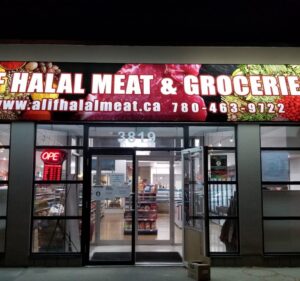 F HALAL MEAT & GROCERIE
www.alifhalalmeat.ca 780-463-9722
3819
OPE